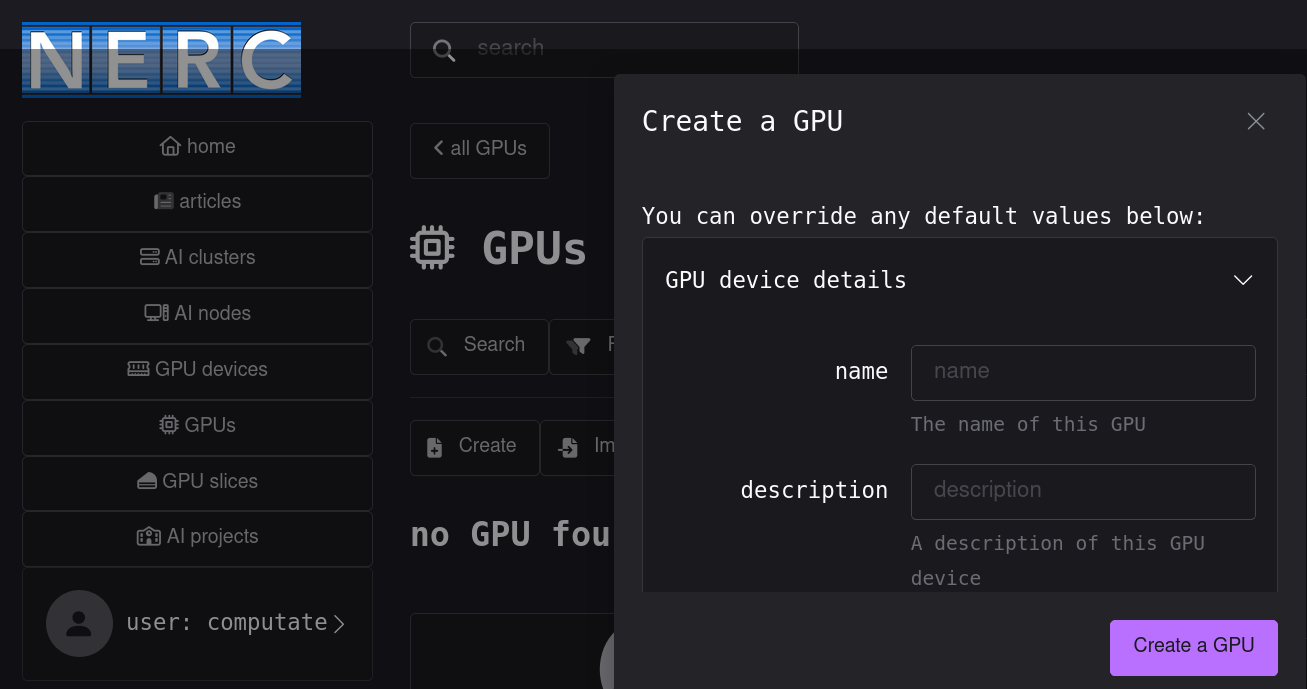 NERC
search
home
articles
AI clusters
AI nodes
GPU devices
GPUs
GPU slices
AI projects
user: computate
all GPUs
GPUs
Search
F
Create
Im
no GPU fou
Create a GPU
You can override any default values below:
GPU device details
name
name
The name of this GPU
description
description
A description of this GPU
device
Create a GPU